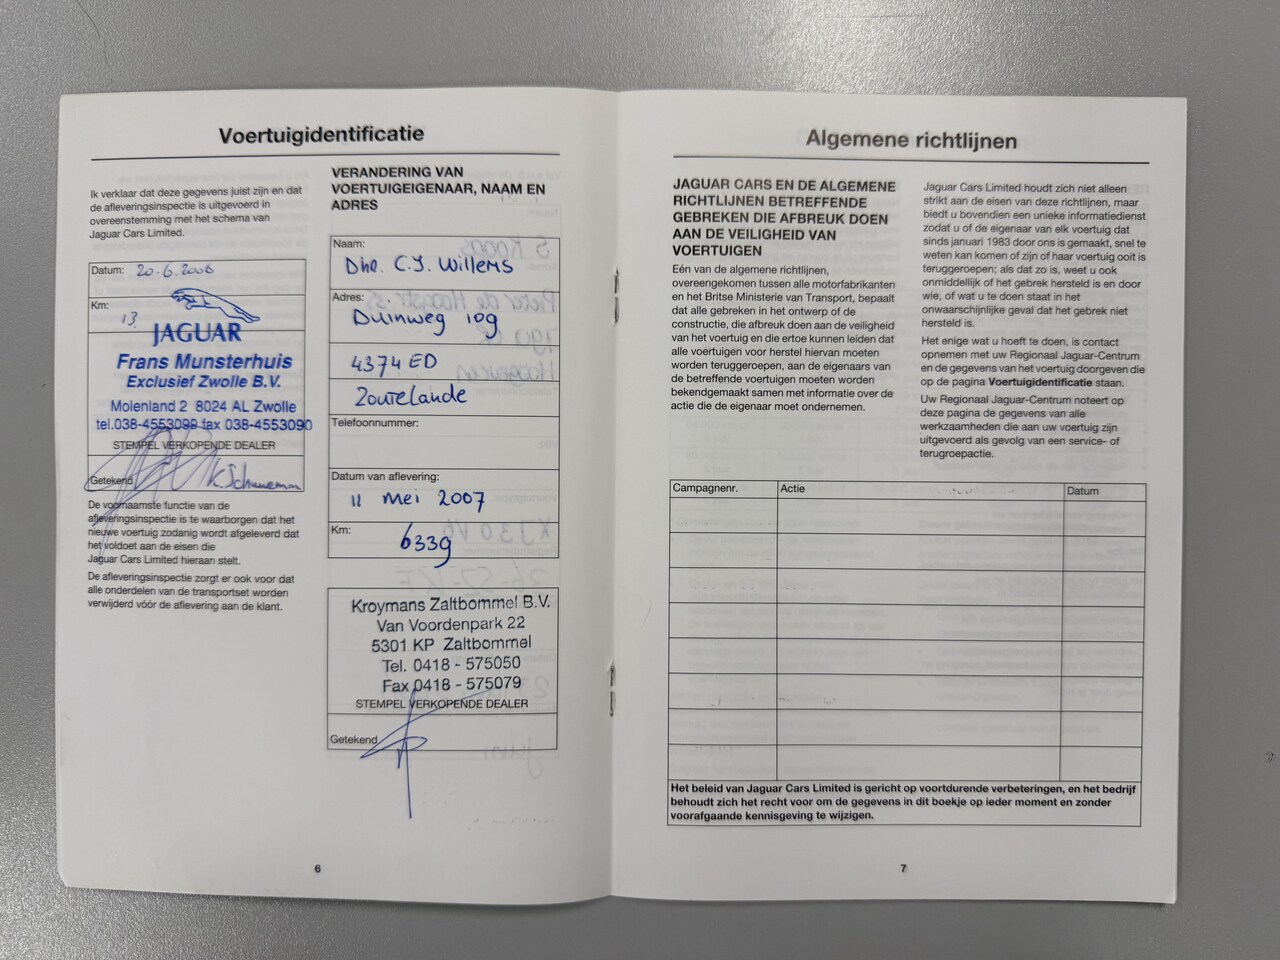 Voertuigidentificatie
Ik verklaar dat deze gegevens juist zijn en dat
de afleveringsinspectie is uitgevoerd in
overeenstemming met het schema van
Jaguar Cars Limited.
Datum: 20-6-2006
Km: 13
JAGUAR
Frans Munsterhuis
Exclusief Zwolle B.V.
Molenland 2 8024 AL Zwolle
tel.038-4553099 fax 038-4553090
STEMPEL VERKOPENDE DEALER
Getekend
De voornaamste functie van de
afleveringsinspectie is te waarborgen dat het
nieuwe voertuig zodanig wordt afgeleverd dat
het voldoet aan de eisen die
Jaguar Cars Limited hieraan stelt.
De afleveringsinspectie zorgt er ook voor dat
alle onderdelen van de transportset worden
verwijderd vóór de aflevering aan de klant.
VERANDERING VAN
VOERTUIGEIGENAAR, NAAM EN
ADRES
Naam:
Dhe. C.J. Willems
Adres:
Duinweg 109
4374 ED
Zoutelande
Telefoonnummer:
Datum van aflevering:
11 mei 2007
Km: 6339
Kroymans Zaltbommel B.V.
Van Voordenpark 22
5301 KP Zaltbommel
Tel. 0418 - 575050
Fax 0418 - 575079
STEMPEL VERKOPENDE DEALER
Getekend
6
Algemene richtlijnen
JAGUAR CARS EN DE ALGEMENE
RICHTLIJNEN BETREFFENDE
GEBREKEN DIE AFBREUK DOEN
AAN DE VEILIGHEID VAN
VOERTUIGEN
Eén van de algemene richtlijnen,
overeengekomen tussen alle motorfabrikanten
en het Britse Ministerie van Transport, bepaalt
dat alle gebreken in het ontwerp of de
constructie, die afbreuk doen aan de veiligheid
van het voertuig en die ertoe kunnen leiden dat
alle voertuigen voor herstel hiervan moeten
worden teruggeroepen, aan de eigenaars van
de betreffende voertuigen moeten worden
bekendgemaakt samen met informatie over de
actie die de eigenaar moet ondernemen.
Jaguar Cars Limited houdt zich niet alleen
strikt aan de eisen van deze richtlijnen, maar
biedt u bovendien een unieke informatiedienst
zodat u of de eigenaar van elk voertuig dat
sinds januari 1983 door ons is gemaakt, snel te
weten kan komen of zijn of haar voertuig ooit is
teruggeroepen; als dat zo is, weet u ook
onmiddellijk of het gebrek hersteld is en door
wie, of wat u te doen staat in het
onwaarschijnlijke geval dat het gebrek niet
hersteld is.
Het enige wat u hoeft te doen, is contact
opnemen met uw Regionaal Jaguar-Centrum
en de gegevens van het voertuig doorgeven die
op de pagina Voertuigidentificatie staan.
Uw Regionaal Jaguar-Centrum noteert op
deze pagina de gegevens van alle
werkzaamheden die aan uw voertuig zijn
uitgevoerd als gevolg van een service- of
terugroepactie.
Campagnenr. Actie Datum
Het beleid van Jaguar Cars Limited is gericht op voortdurende verbeteringen, en het bedrijf
behoudt zich het recht voor om de gegevens in dit boekje op ieder moment en zonder
voorafgaande kennisgeving te wijzigen.
7